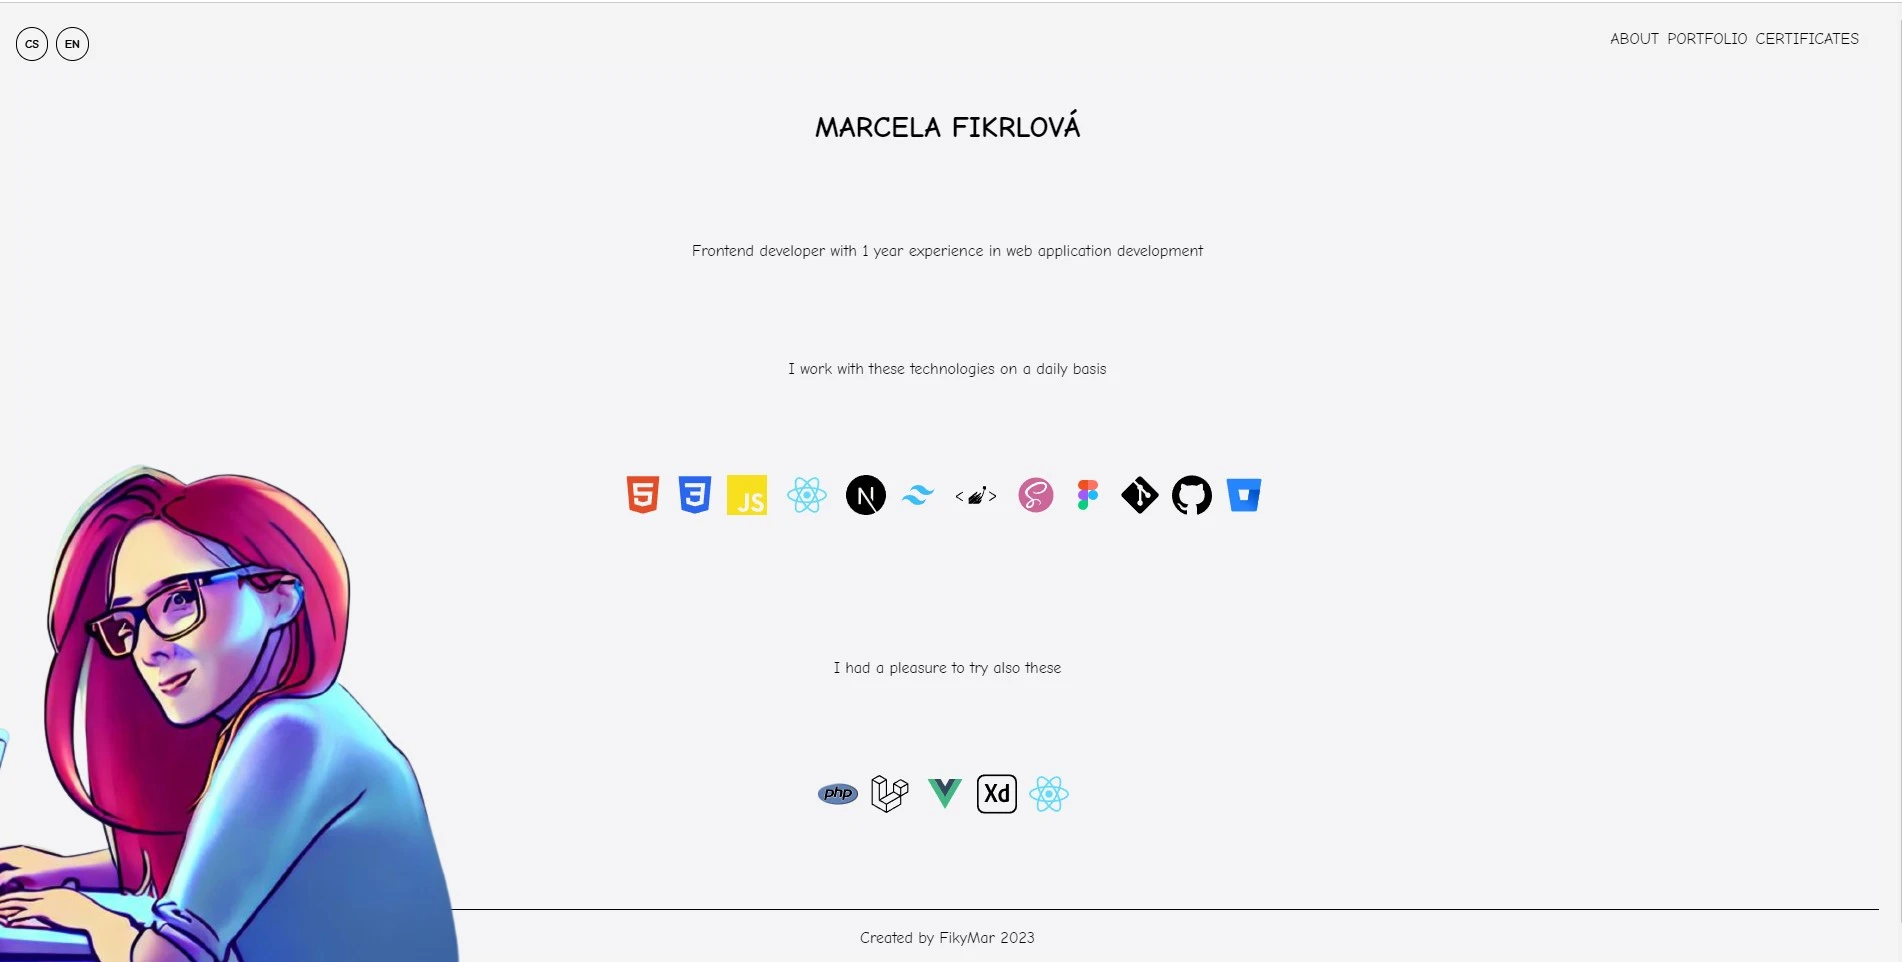 CS EN
ABOUT PORTFOLIO CERTIFICATES
MARCELA FIKRLOVÁ
Frontend developer with 1 year experience in web application development
I work with these technologies on a daily basis
5 3 JS N < >
I had a pleasure to try also these
php Xd
Created by FikyMar 2023